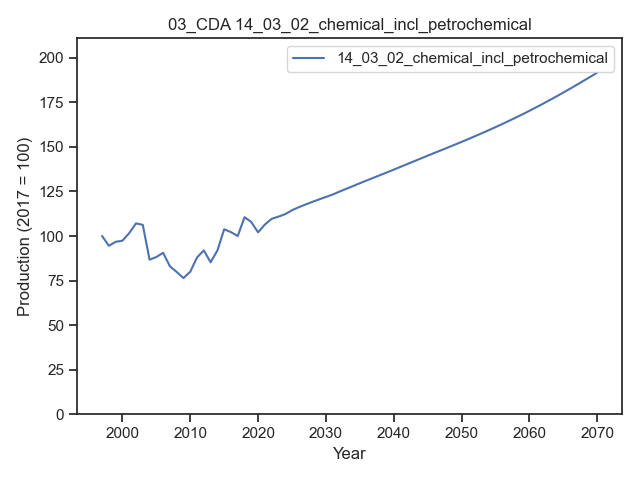 03_CDA 14_03_02_chemical_incl_petrochemical
14_03_02_chemical_incl_petrochemical
Production (2017 = 100)
200
175
150
125
100
75
50
25
0
2000 2010 2020 2030 2040 2050 2060 2070
Year